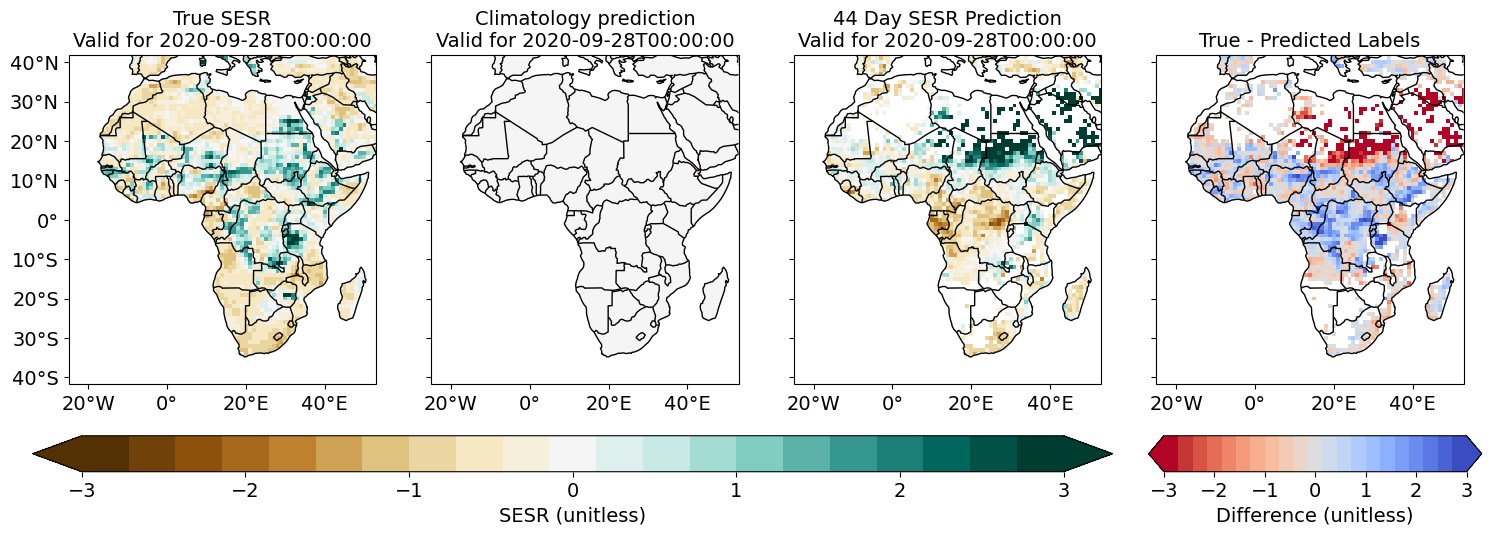 True SESR
Valid for 2020-09-28T00:00:00
Climatology prediction
Valid for 2020-09-28T00:00:00
44 Day SESR Prediction
Valid for 2020-09-28T00:00:00
True - Predicted Labels
40°N
30°N
20°N
10°N
0°
10°S
20°S
30°S
40°S
20°W 0° 20°E 40°E
20°W 0° 20°E 40°E
20°W 0° 20°E 40°E
20°W 0° 20°E 40°E
−3 −2 −1 0 1 2 3
SESR (unitless)
−3 −2 −1 0 1 2 3
Difference (unitless)